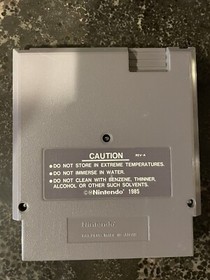 CAUTION REV-A
●DO NOT STORE IN EXTREME TEMPERATURES.
●DO NOT IMMERSE IN WATER.
●DO NOT CLEAN WITH BENZENE, THINNER,
ALCOHOL OR OTHER SUCH SOLVENTS.
©®Nintendo® 1985
Nintendo